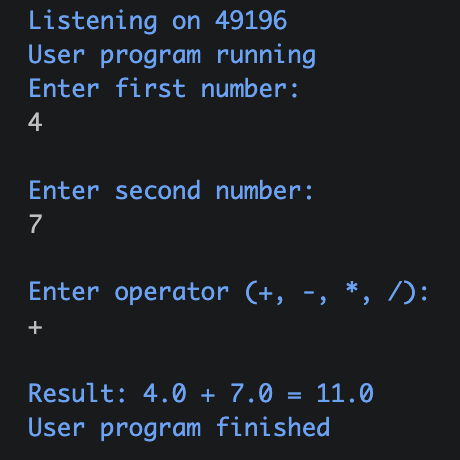 Listening on 49196
User program running
Enter first number:
4
Enter second number:
7
Enter operator (+, -, *, /):
+
Result: 4.0 + 7.0 = 11.0
User program finished